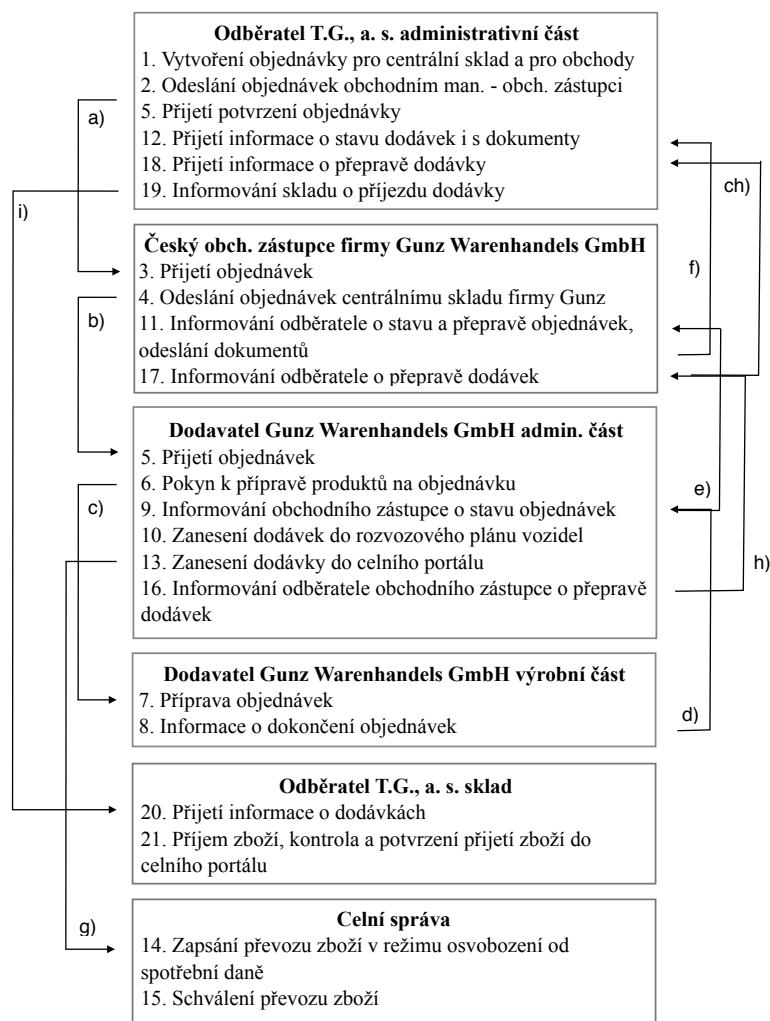 Odběratel T.G., a. s. administrativní část
1. Vytvoření objednávky pro centrální sklad a pro obchody
2. Odeslání objednávek obchodním man. - obch. zástupci
5. Přijetí potvrzení objednávky
12. Přijetí informace o stavu dodávek i s dokumenty
18. Přijetí informace o přepravě dodávky
19. Informování skladu o příjezdu dodávky
a)
i)
ch)
Český obch. zástupce firmy Gunz Warenhandels GmbH
3. Přijetí objednávek
4. Odeslání objednávek centrálnímu skladu firmy Gunz
11. Informování odběratele o stavu a přepravě objednávek,
odeslání dokumentů
17. Informování odběratele o přepravě dodávek
f)
b)
Dodavatel Gunz Warenhandels GmbH admin. část
5. Přijetí objednávek
6. Pokyn k přípravě produktů na objednávku
9. Informování obchodního zástupce o stavu objednávek
10. Zanesení dodávek do rozvozového plánu vozidel
13. Zanesení dodávky do celního portálu
16. Informování odběratele obchodního zástupce o přepravě
dodávek
e)
c)
h)
Dodavatel Gunz Warenhandels GmbH výrobní část
7. Příprava objednávek
8. Informace o dokončení objednávek
d)
Odběratel T.G., a. s. sklad
20. Přijetí informace o dodávkách
21. Příjem zboží, kontrola a potvrzení přijetí zboží do
celního portálu
Celní správa
14. Zapsání převozu zboží v režimu osvobození od
spotřební daně
15. Schválení převozu zboží
g)